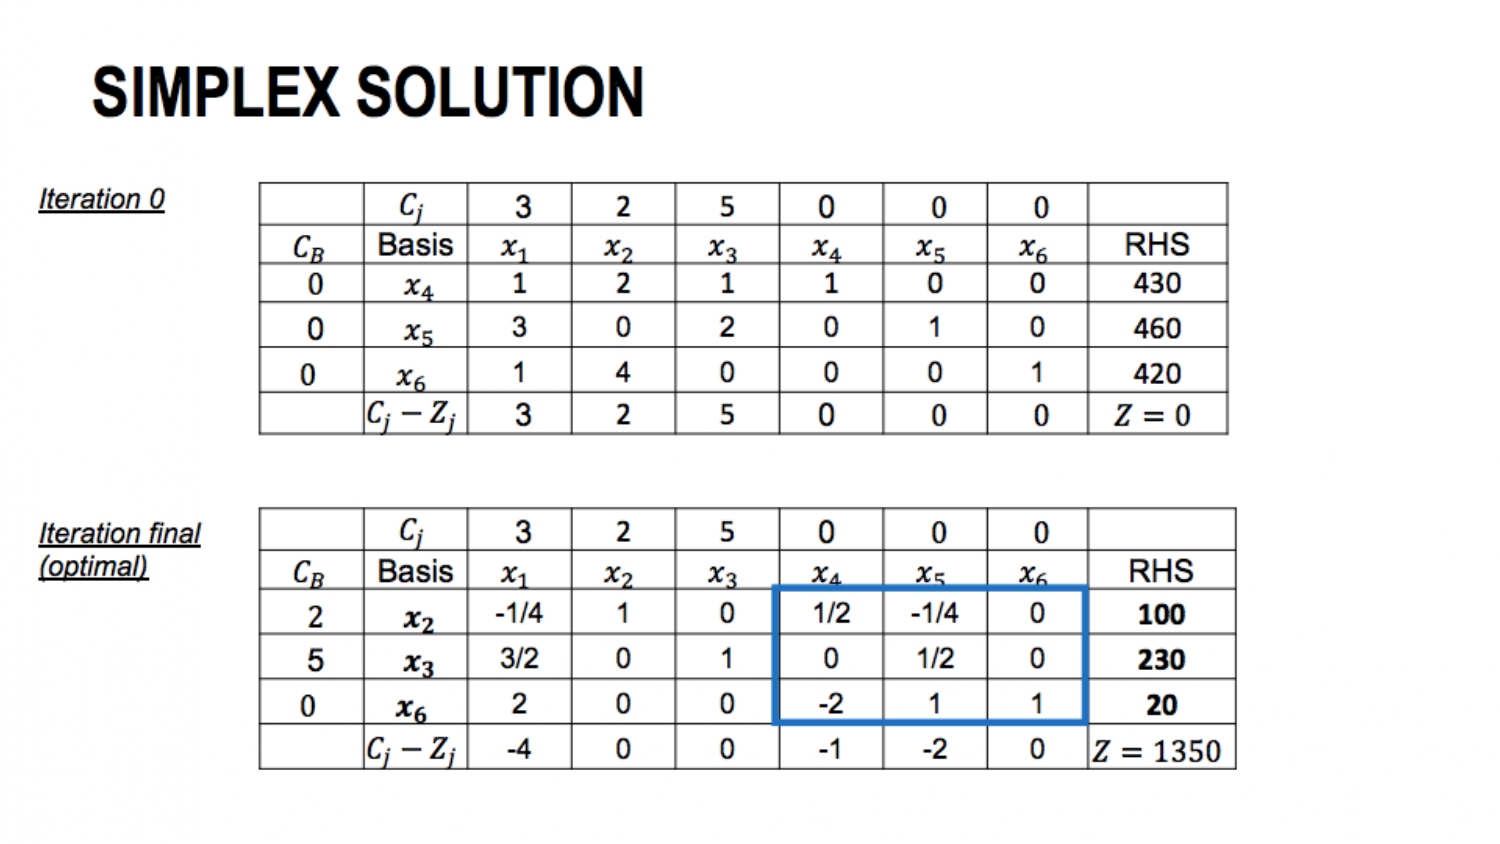 SIMPLEX SOLUTION
Iteration 0
C_j 3 2 5 0 0 0
C_B Basis x_1 x_2 x_3 x_4 x_5 x_6 RHS
0 x_4 1 2 1 1 0 0 430
0 x_5 3 0 2 0 1 0 460
0 x_6 1 4 0 0 0 1 420
C_j − Z_j 3 2 5 0 0 0 Z = 0
Iteration final
(optimal)
C_j 3 2 5 0 0 0
C_B Basis x_1 x_2 x_3 x_4 x_5 x_6 RHS
2 x_2 -1/4 1 0 1/2 -1/4 0 100
5 x_3 3/2 0 1 0 1/2 0 230
0 x_6 2 0 0 -2 1 1 20
C_j − Z_j -4 0 0 -1 -2 0 Z = 1350